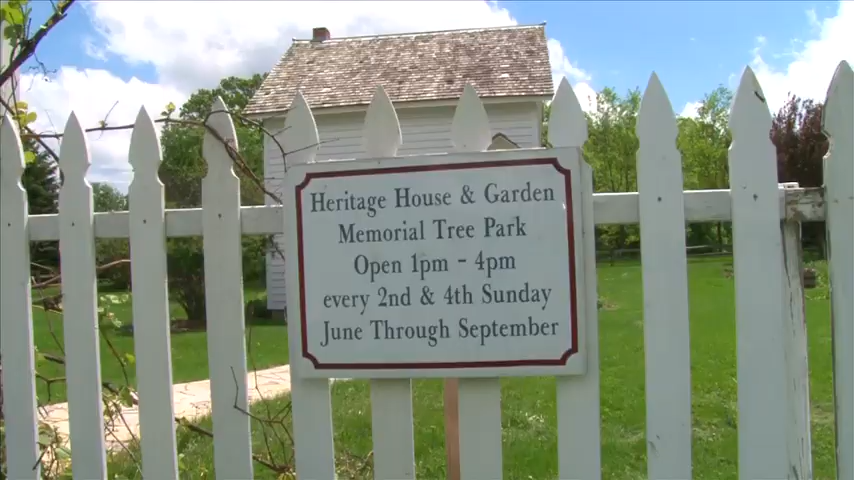 Heritage House & Garden
Memorial Tree Park
Open 1pm - 4pm
every 2nd & 4th Sunday
June Through September